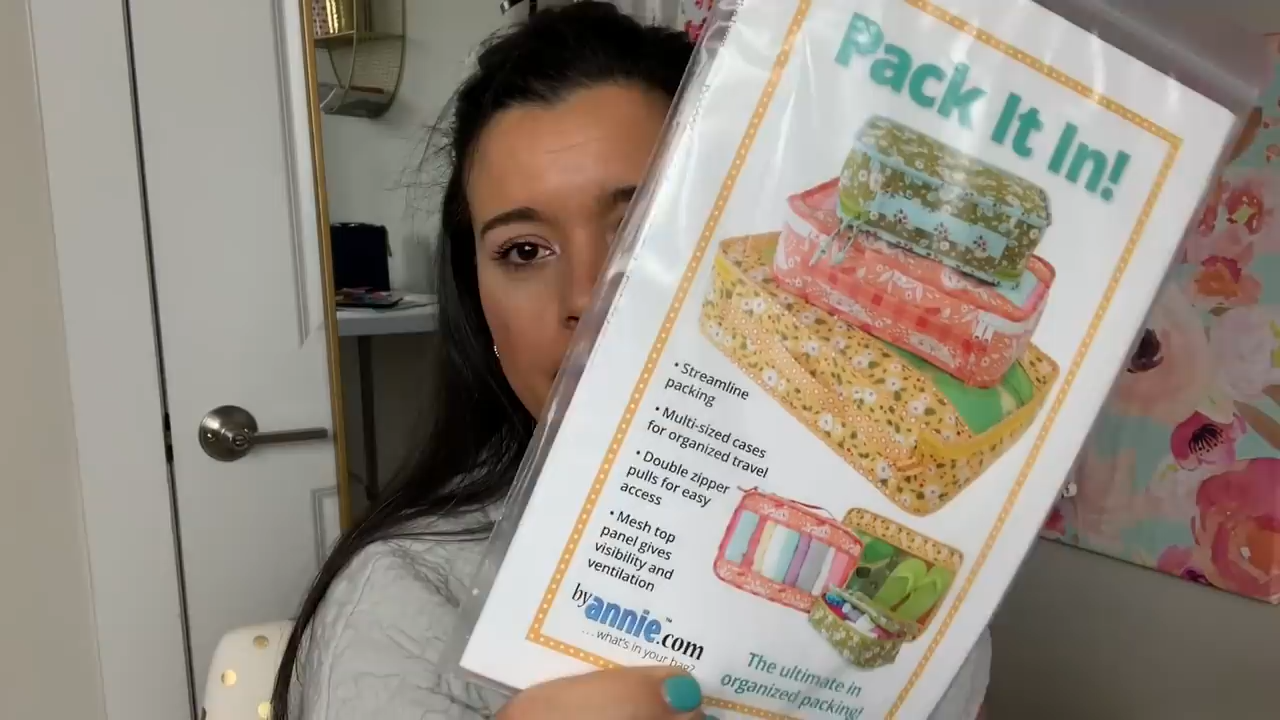 Pack It In!
• Streamline
packing
• Multi-sized cases
for organized travel
• Double zipper
pulls for easy
access
• Mesh top
panel gives
visibility and
ventilation
byannie.com™
...what's in your bag?
The ultimate in
organized packing!